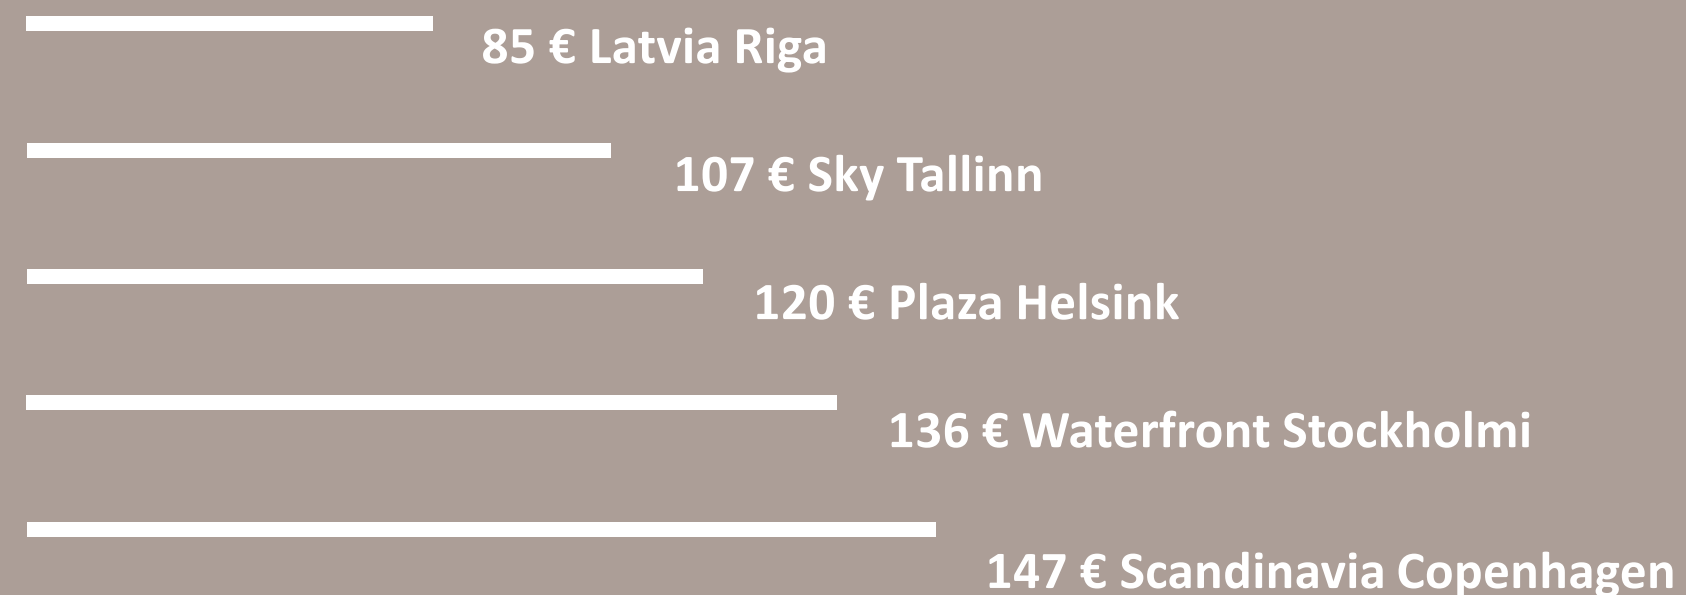 85 € Latvia Riga
107 € Sky Tallinn
120 € Plaza Helsink
136 € Waterfront Stockholmi
147 € Scandinavia Copenhagen